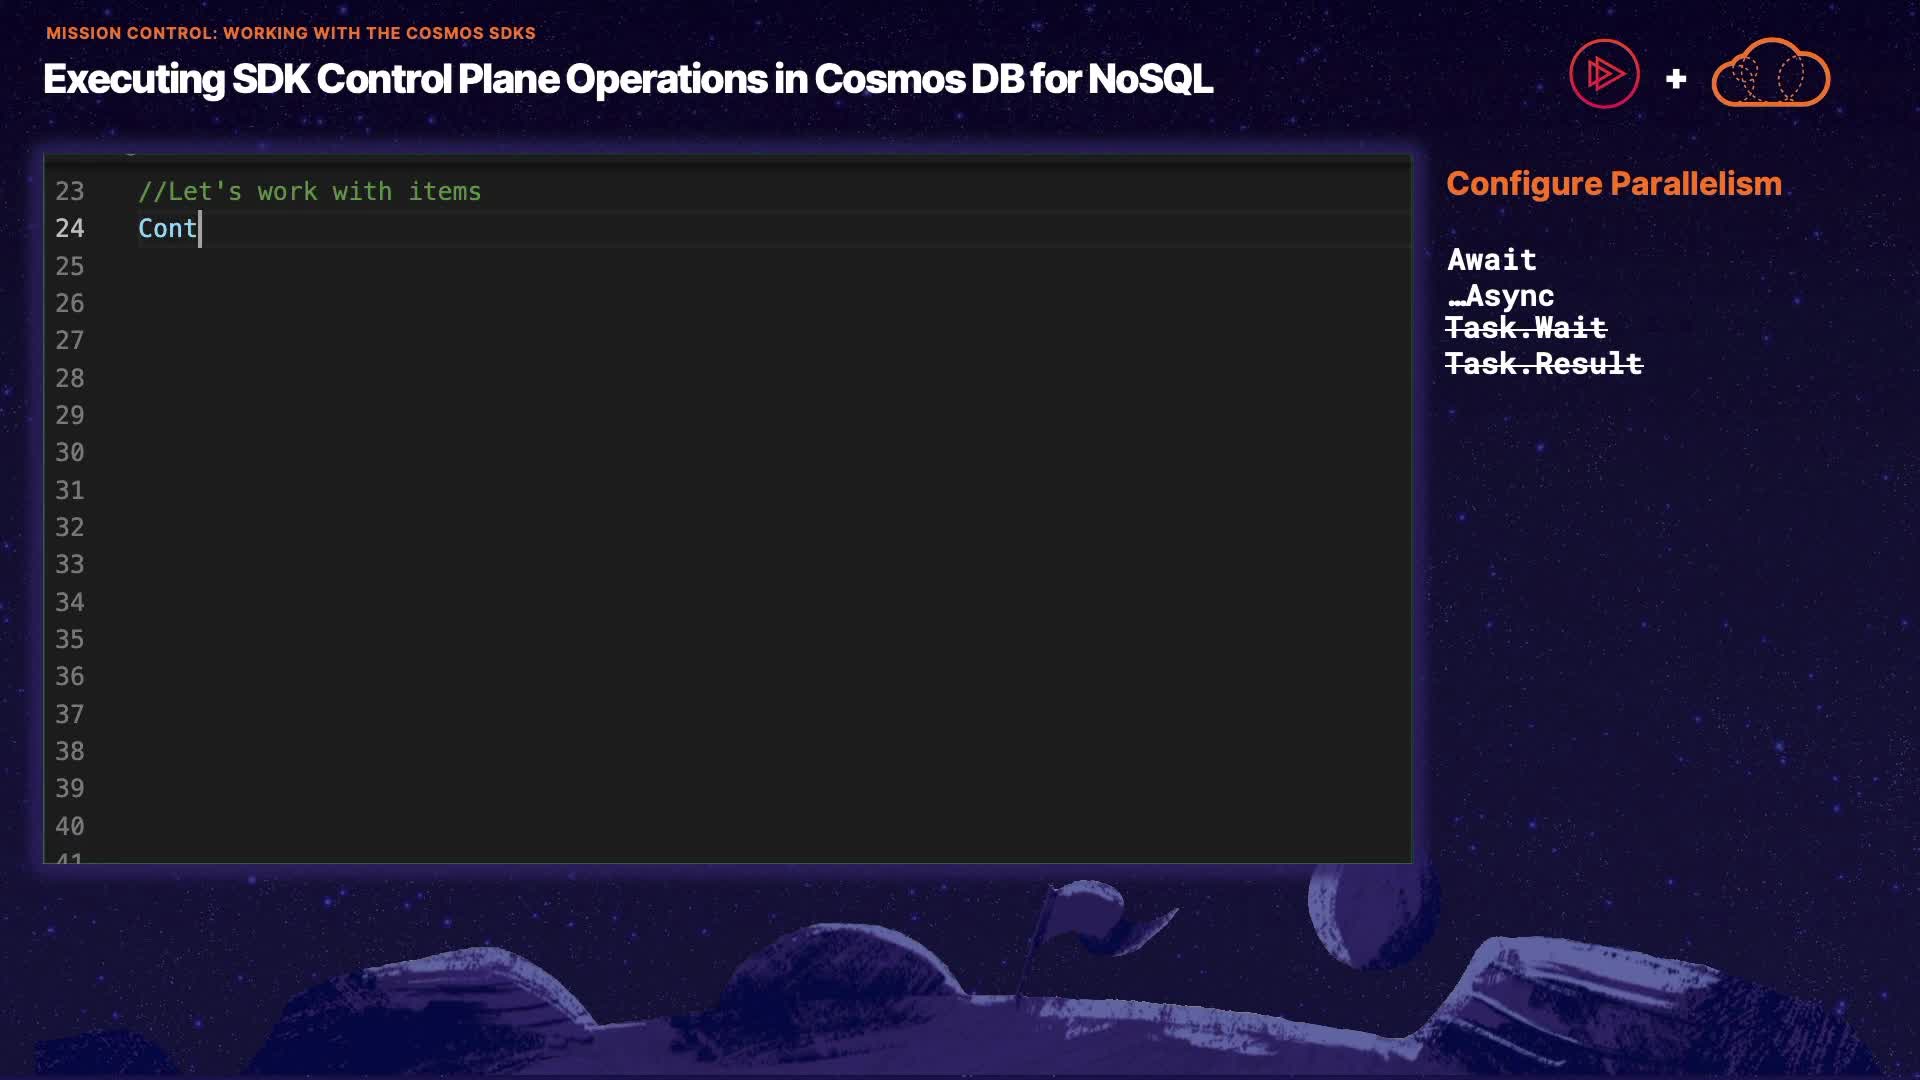 MISSION CONTROL: WORKING WITH THE COSMOS SDKS
Executing SDK Control Plane Operations in Cosmos DB for NoSQL
+
23 //Let's work with items
24 Cont
25
26
27
28
29
30
31
32
33
34
35
36
37
38
39
40
41
Configure Parallelism
Await
…Async
Task.Wait
Task.Result